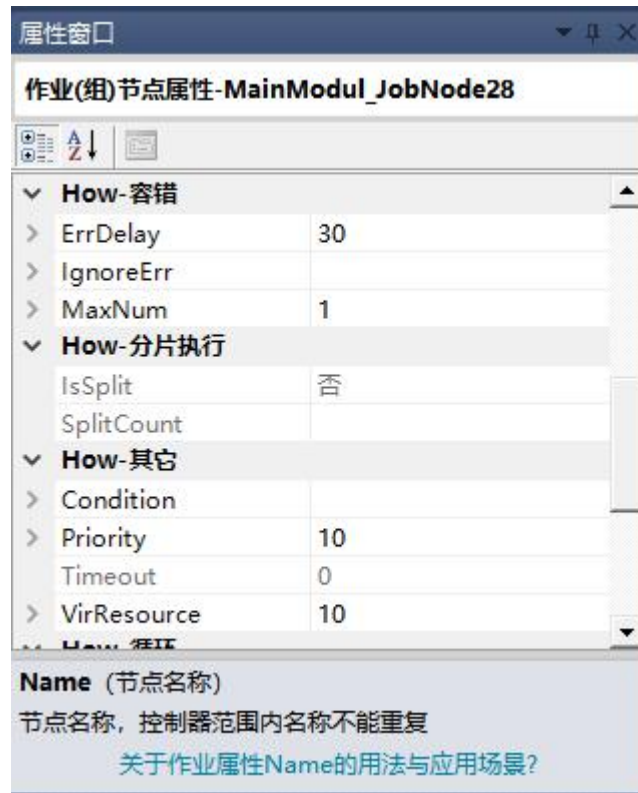 属性窗口
作业(组)节点属性-MainModul_JobNode28
How-容错
ErrDelay 30
IgnoreErr
MaxNum 1
How-分片执行
IsSplit 否
SplitCount
How-其它
Condition
Priority 10
Timeout 0
VirResource 10
How-循环
Name (节点名称)
节点名称，控制器范围内名称不能重复
关于作业属性Name的用法与应用场景?